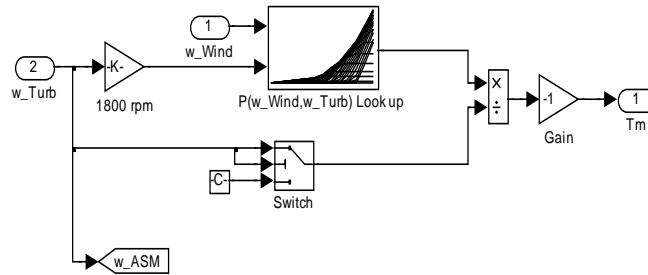 1
w_Wind
2
w_Turb
-K-
1800 rpm
P(w_Wind,w_Turb) Look up
×
÷
-1
Gain
1
Tm
-C-
Switch
w_ASM